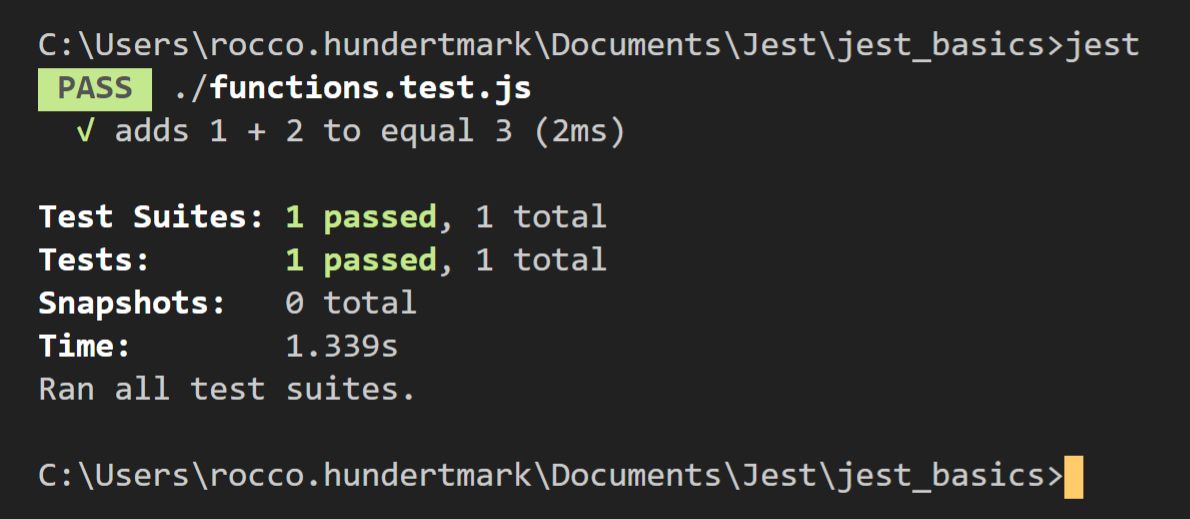 C:\Users\rocco.hundertmark\Documents\Jest\jest_basics>jest
PASS ./functions.test.js
√ adds 1 + 2 to equal 3 (2ms)
Test Suites: 1 passed, 1 total
Tests: 1 passed, 1 total
Snapshots: 0 total
Time: 1.339s
Ran all test suites.
C:\Users\rocco.hundertmark\Documents\Jest\jest_basics>